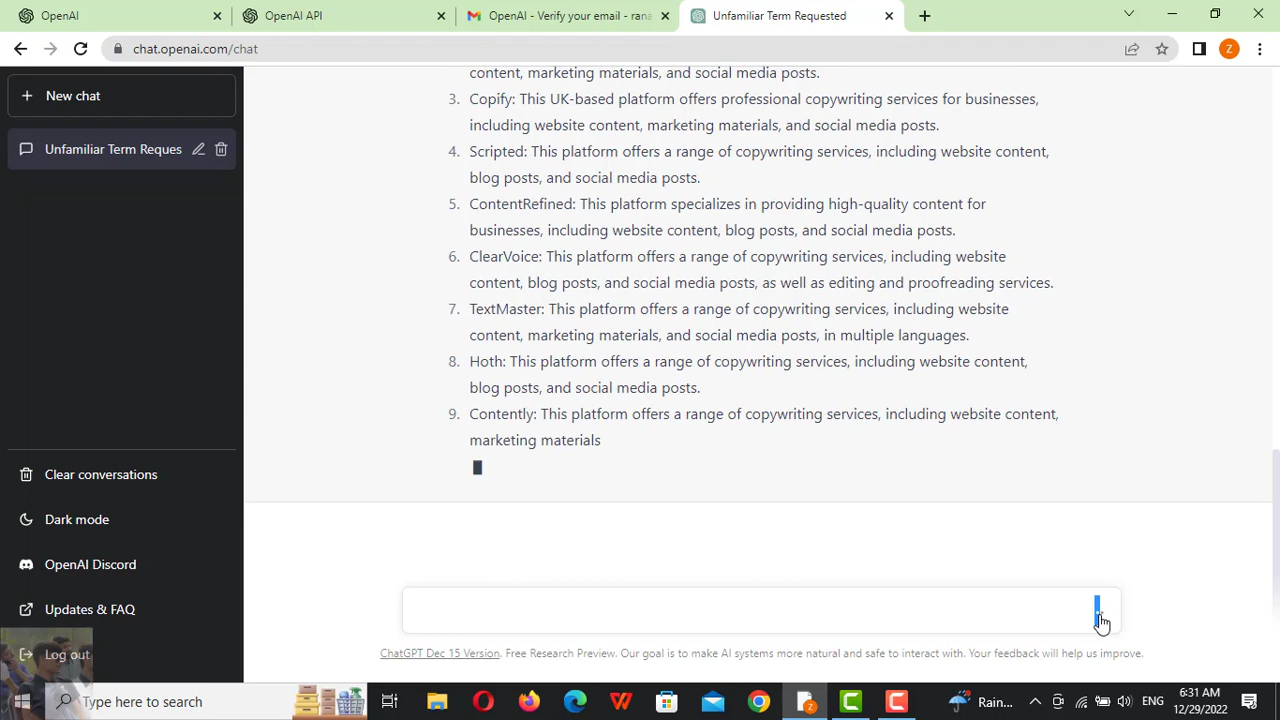 OpenAI
OpenAI API
OpenAI - Verify your email - rana
Unfamiliar Term Requested
chat.openai.com/chat
Z
New chat
Unfamiliar Term Reques
content, marketing materials, and social media posts.
3. Copify: This UK-based platform offers professional copywriting services for businesses,
including website content, marketing materials, and social media posts.
4. Scripted: This platform offers a range of copywriting services, including website content,
blog posts, and social media posts.
5. ContentRefined: This platform specializes in providing high-quality content for
businesses, including website content, blog posts, and social media posts.
6. ClearVoice: This platform offers a range of copywriting services, including website
content, blog posts, and social media posts, as well as editing and proofreading services.
7. TextMaster: This platform offers a range of copywriting services, including website
content, marketing materials, and social media posts, in multiple languages.
8. Hoth: This platform offers a range of copywriting services, including website content,
blog posts, and social media posts.
9. Contently: This platform offers a range of copywriting services, including website content,
marketing materials
Clear conversations
Dark mode
OpenAI Discord
Updates & FAQ
Log out
ChatGPT Dec 15 Version. Free Research Preview. Our goal is to make AI systems more natural and safe to interact with. Your feedback will help us improve.
Type here to search
Rain...
ENG
6:31 AM
12/29/2022